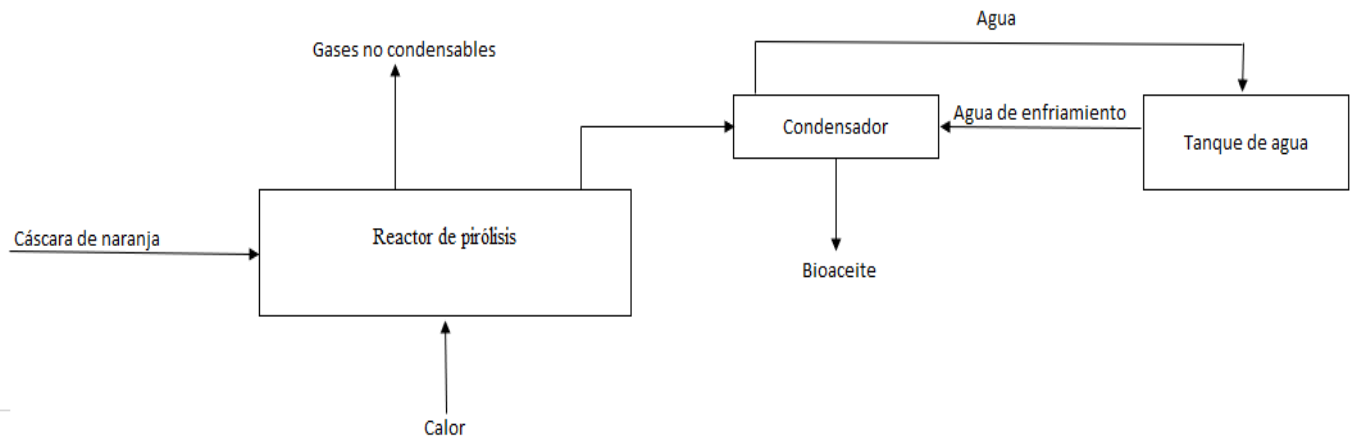 Agua
Gases no condensables
Condensador
Agua de enfriamiento
Tanque de agua
Cáscara de naranja
Reactor de pirólisis
Bioaceite
Calor